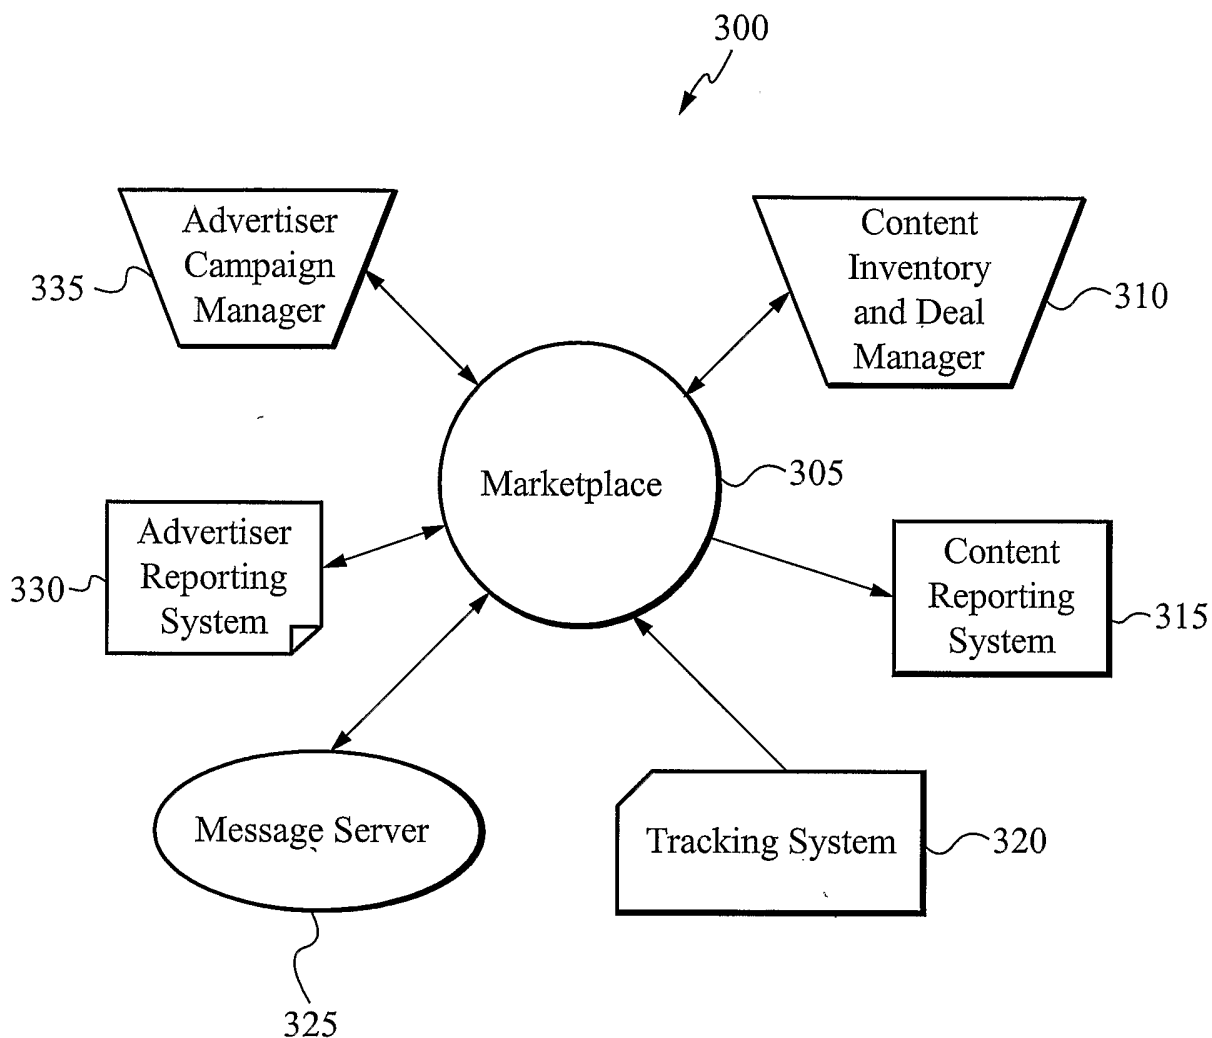 300
Advertiser
Campaign
Manager
335
Content
Inventory
and Deal
Manager
310
Marketplace
305
Advertiser
Reporting
System
330
Content
Reporting
System
315
Message Server
325
Tracking System
320